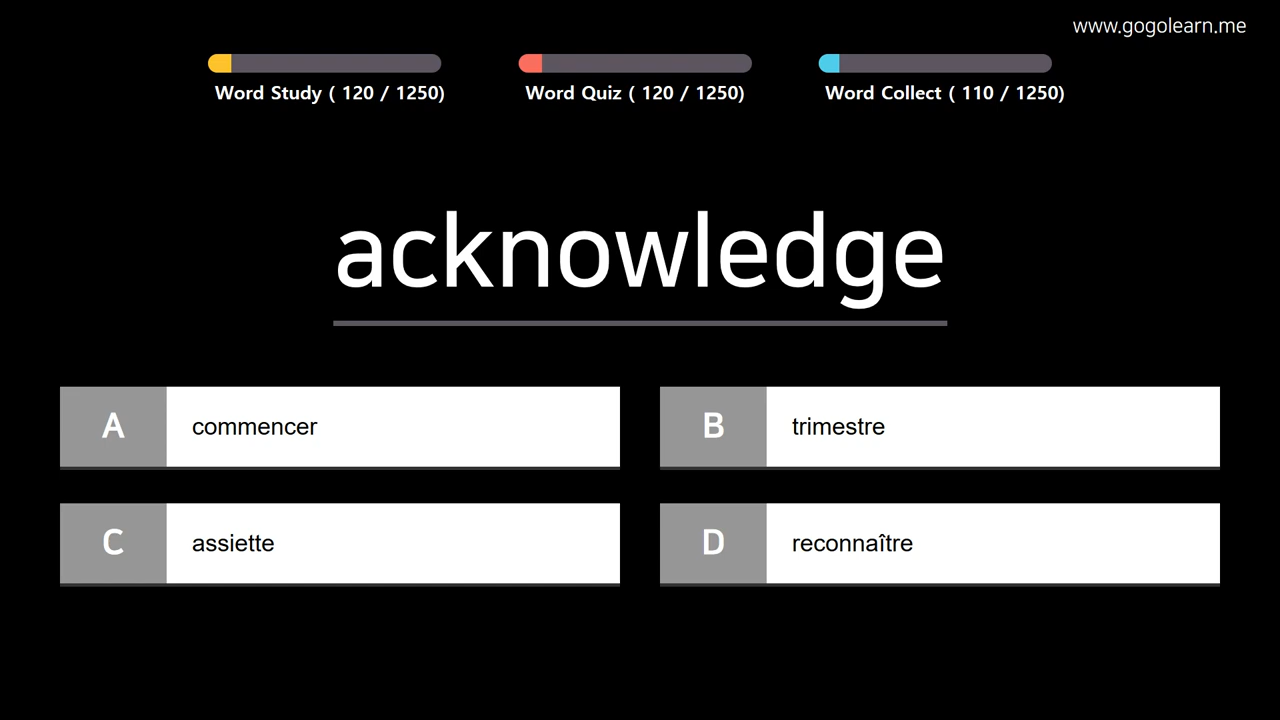 www.gogolearn.me
Word Study ( 120 / 1250)
Word Quiz ( 120 / 1250)
Word Collect ( 110 / 1250)
acknowledge
A commencer
B trimestre
C assiette
D reconnaître